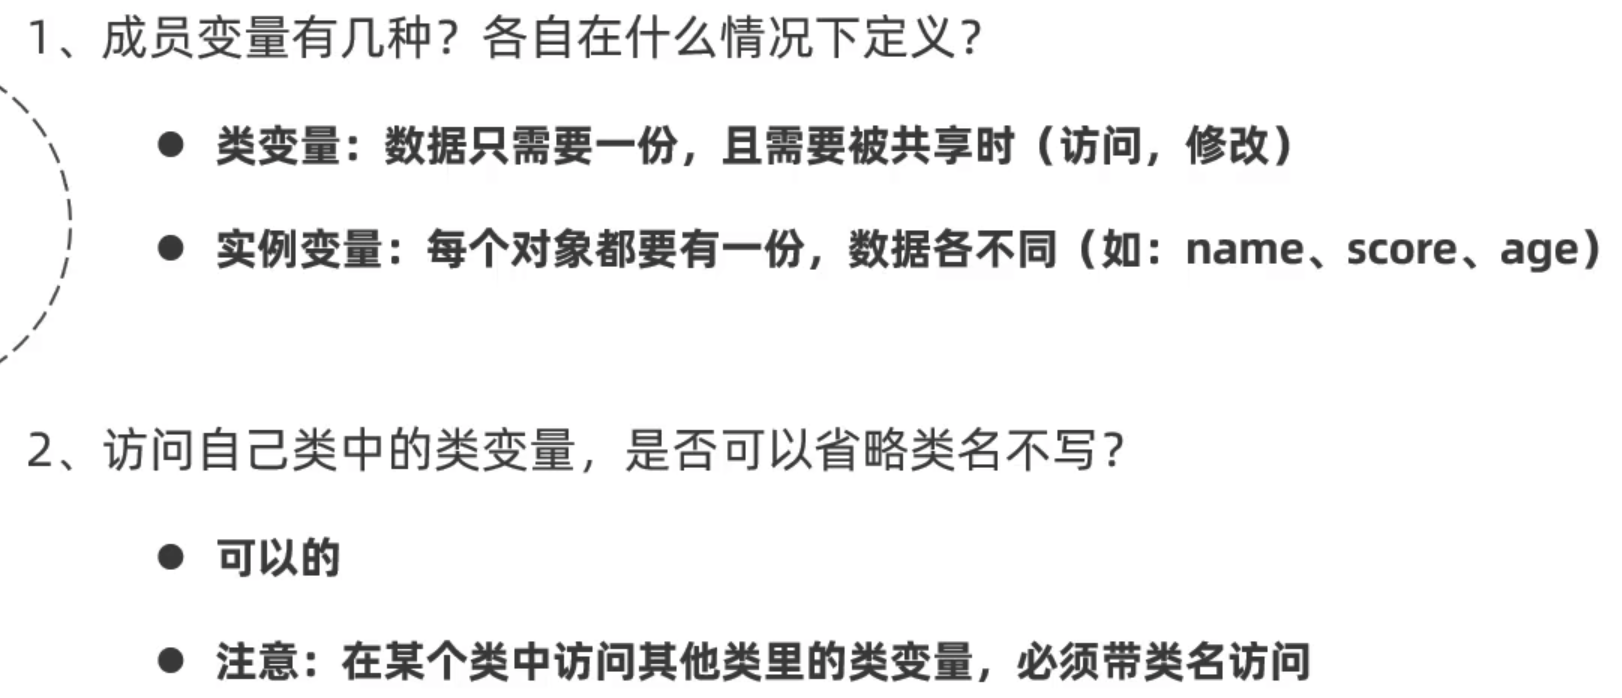 1、成员变量有几种？各自在什么情况下定义？
● 类变量：数据只需要一份，且需要被共享时（访问，修改）
● 实例变量：每个对象都要有一份，数据各不同（如：name、score、age）
2、访问自己类中的类变量，是否可以省略类名不写？
● 可以的
● 注意：在某个类中访问其他类里的类变量，必须带类名访问